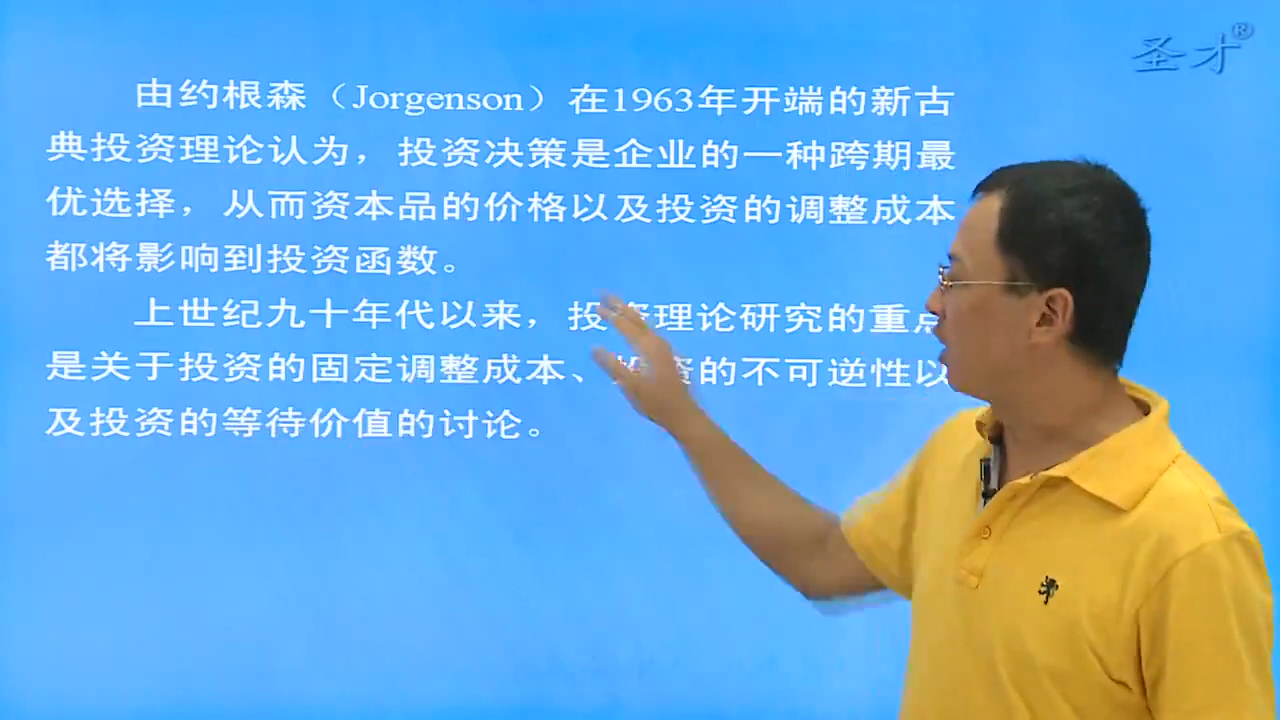 圣才®
由约根森（Jorgenson）在1963年开端的新古
典投资理论认为，投资决策是企业的一种跨期最
优选择，从而资本品的价格以及投资的调整成本
都将影响到投资函数。
上世纪九十年代以来，投资理论研究的重点
是关于投资的固定调整成本、投资的不可逆性以
及投资的等待价值的讨论。